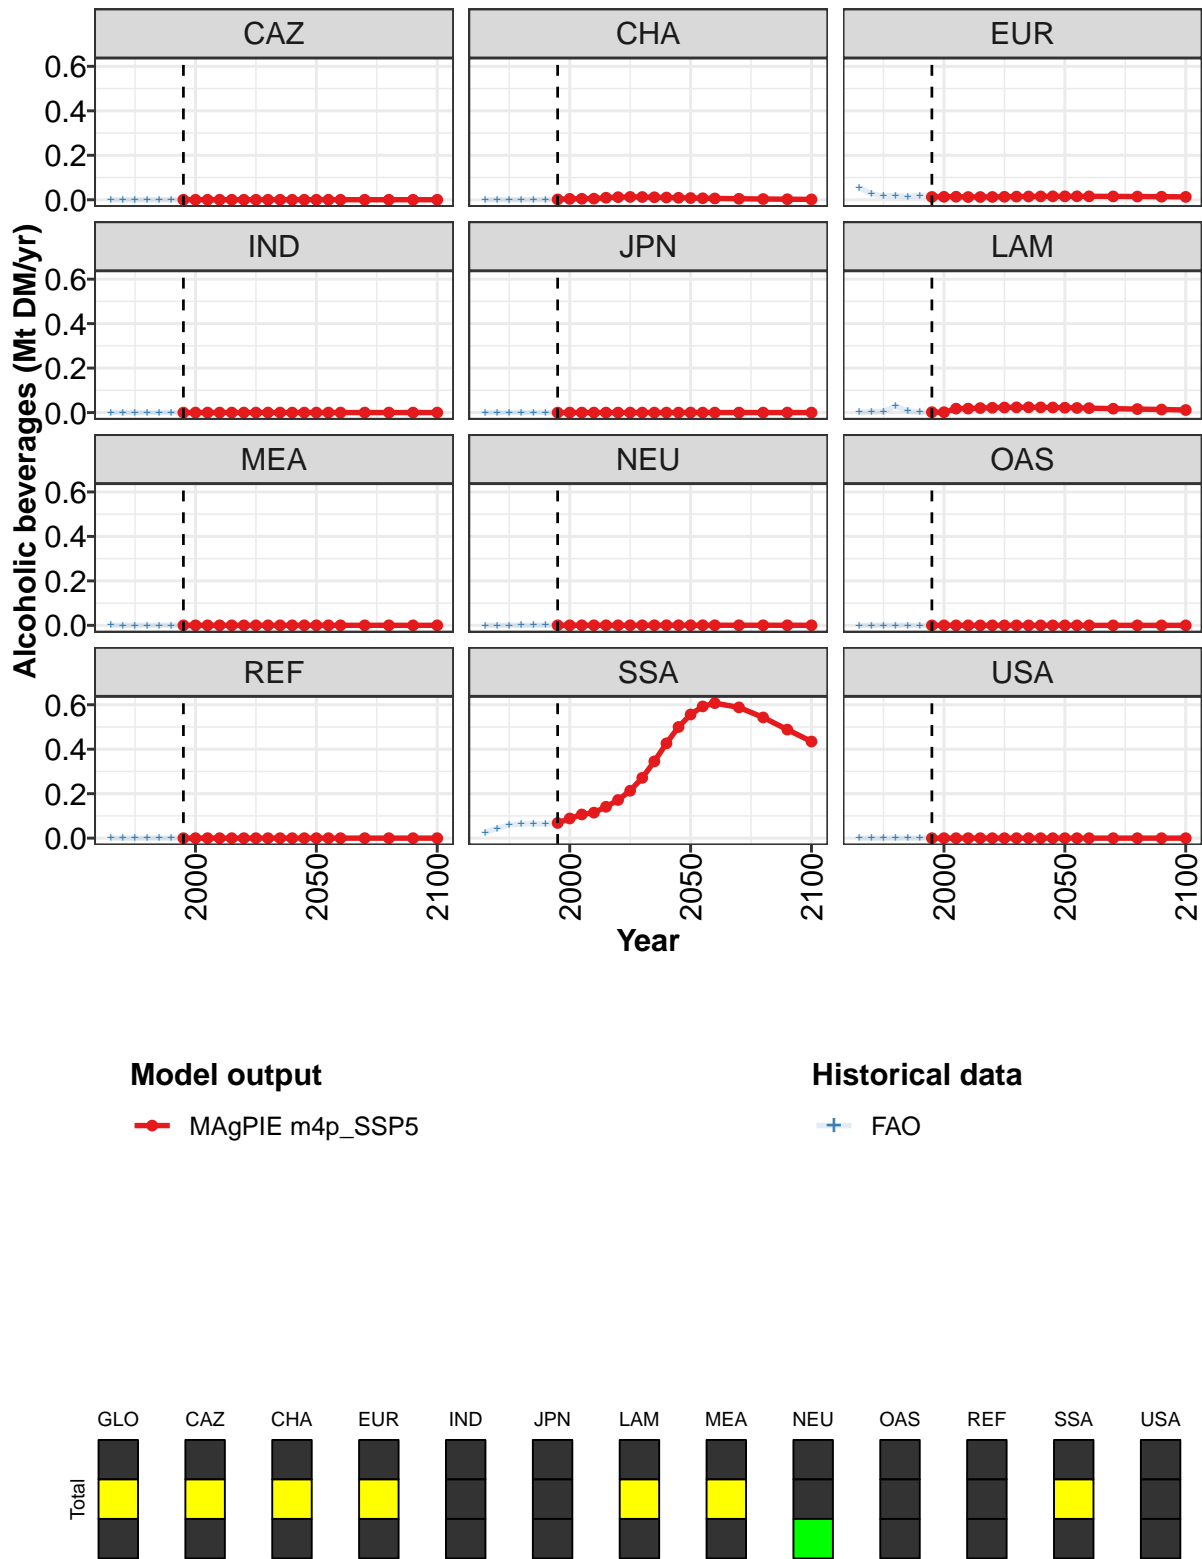 CAZ CHA EUR
0.6
0.4
0.2
0.0
IND JPN LAM
0.6
0.4
0.2
0.0
MEA NEU OAS
0.6
0.4
0.2
0.0
REF SSA USA
0.6
0.4
0.2
0.0
Alcoholic beverages (Mt DM/yr)
2000 2050 2100 2000 2050 2100 2000 2050 2100
Year
Model output Historical data
MAgPIE m4p_SSP5 FAO
GLO CAZ CHA EUR IND JPN LAM MEA NEU OAS REF SSA USA
Total